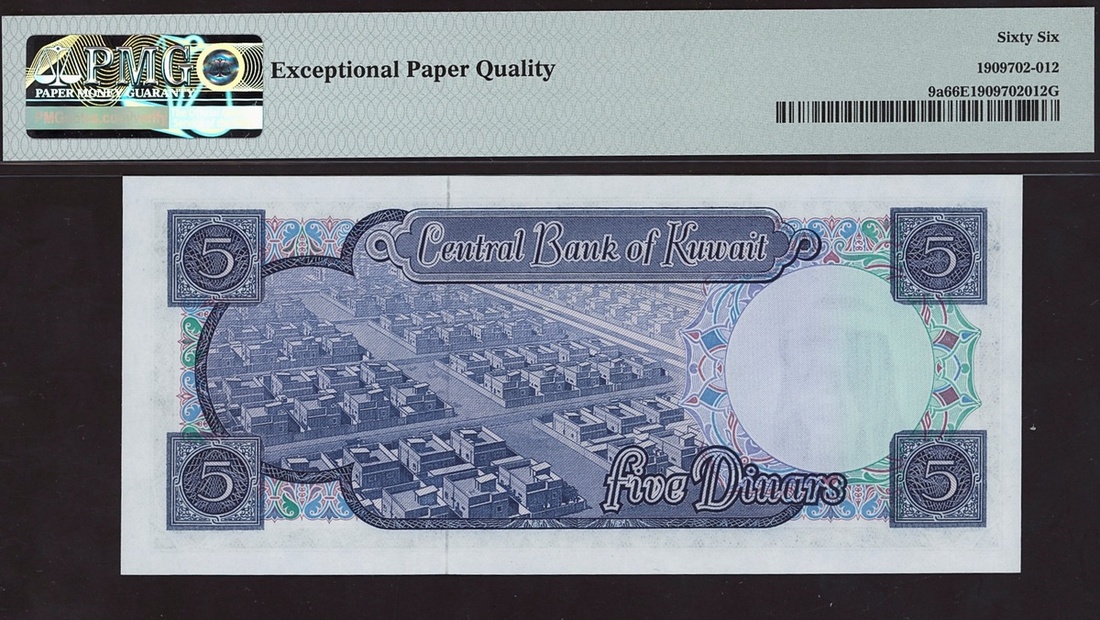 PMG
PAPER MONEY GUARANTY
Exceptional Paper Quality
Sixty Six
1909702-012
9a66E1909702012G
5
Central Bank of Kuwait
5
5
five Dinars
5